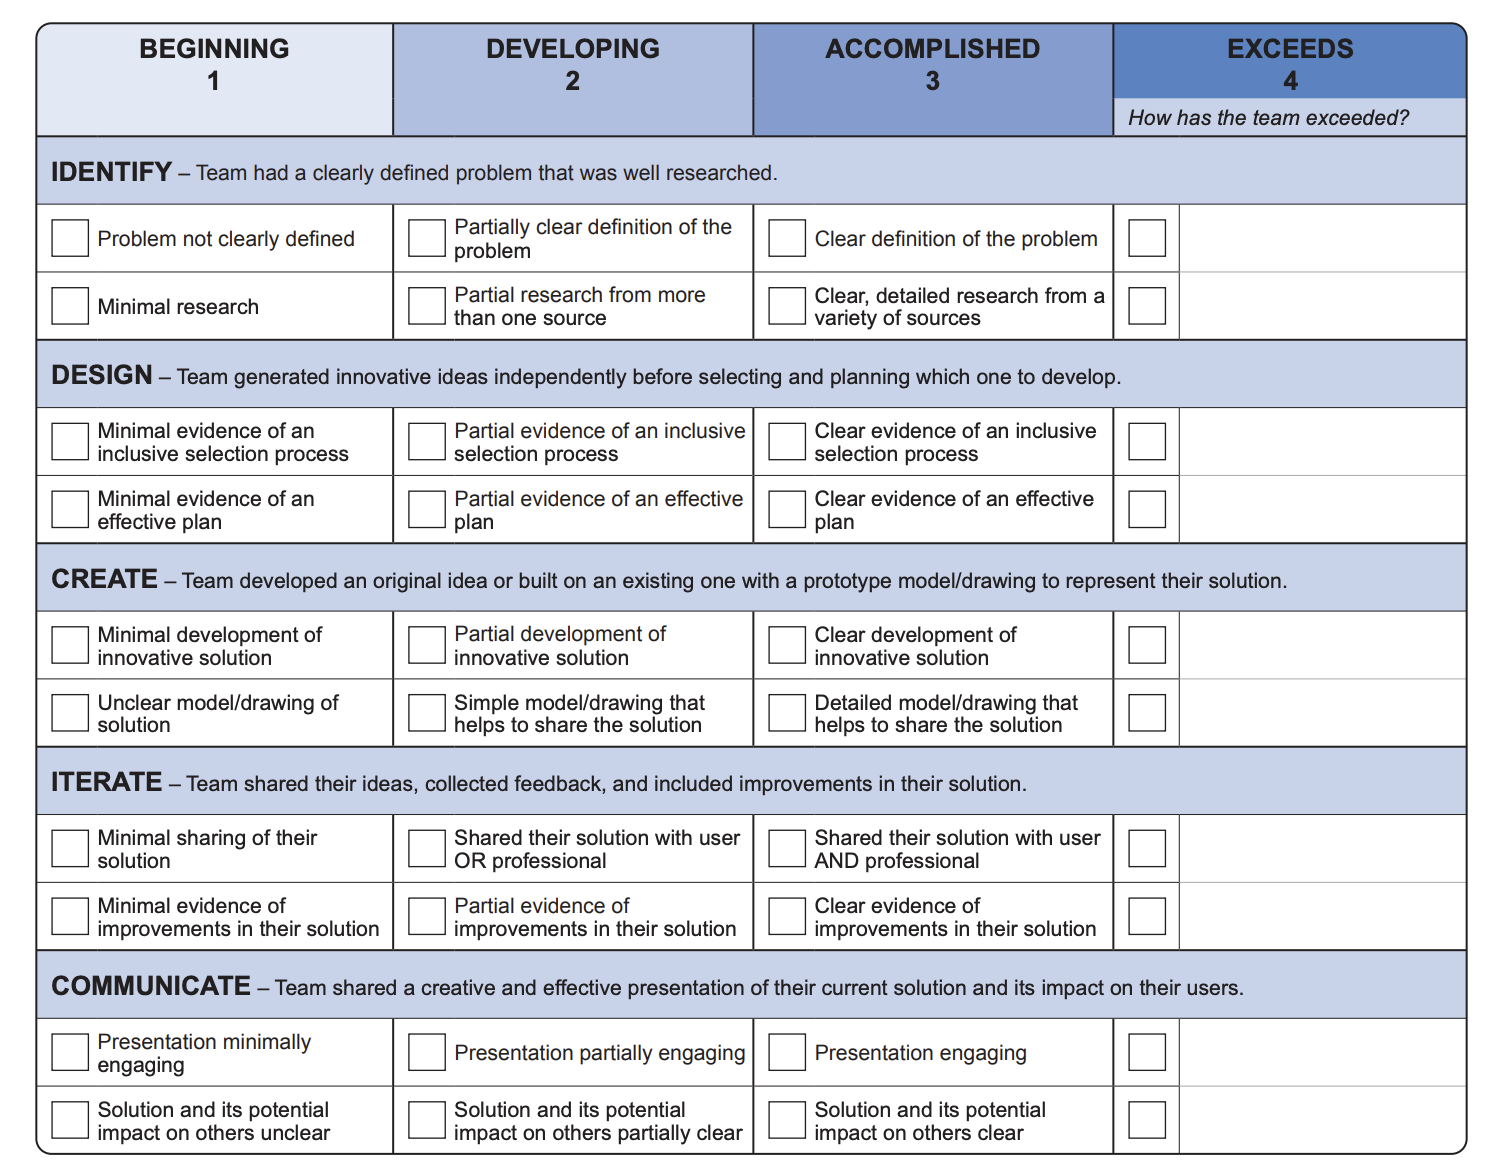 BEGINNING
1
DEVELOPING
2
ACCOMPLISHED
3
EXCEEDS
4
How has the team exceeded?
IDENTIFY – Team had a clearly defined problem that was well researched.
Problem not clearly defined
Partially clear definition of the
problem
Clear definition of the problem
Minimal research
Partial research from more
than one source
Clear, detailed research from a
variety of sources
DESIGN – Team generated innovative ideas independently before selecting and planning which one to develop.
Minimal evidence of an
inclusive selection process
Partial evidence of an inclusive
selection process
Clear evidence of an inclusive
selection process
Minimal evidence of an
effective plan
Partial evidence of an effective
plan
Clear evidence of an effective
plan
CREATE – Team developed an original idea or built on an existing one with a prototype model/drawing to represent their solution.
Minimal development of
innovative solution
Partial development of
innovative solution
Clear development of
innovative solution
Unclear model/drawing of
solution
Simple model/drawing that
helps to share the solution
Detailed model/drawing that
helps to share the solution
ITERATE – Team shared their ideas, collected feedback, and included improvements in their solution.
Minimal sharing of their
solution
Shared their solution with user
OR professional
Shared their solution with user
AND professional
Minimal evidence of
improvements in their solution
Partial evidence of
improvements in their solution
Clear evidence of
improvements in their solution
COMMUNICATE – Team shared a creative and effective presentation of their current solution and its impact on their users.
Presentation minimally
engaging
Presentation partially engaging
Presentation engaging
Solution and its potential
impact on others unclear
Solution and its potential
impact on others partially clear
Solution and its potential
impact on others clear